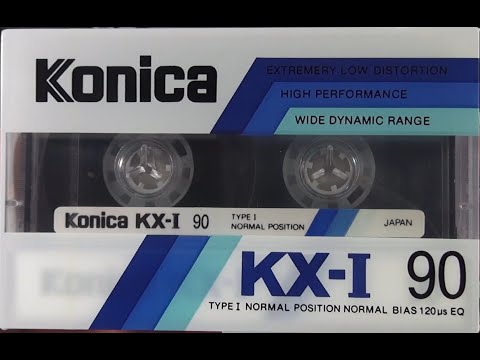 Konica
EXTREMERY LOW DISTORTION
HIGH PERFORMANCE
WIDE DYNAMIC RANGE
Konica KX-I 90
TYPE I
NORMAL POSITION
JAPAN
KX-I 90
TYPE I NORMAL POSITION NORMAL BIAS 120μs EQ